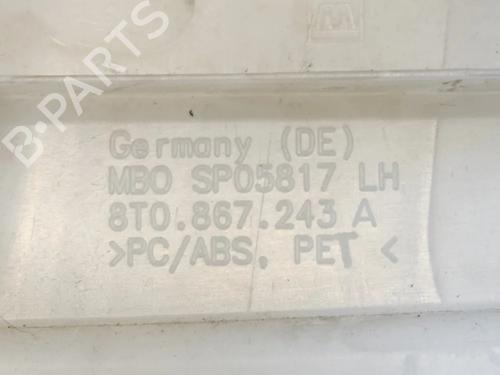 B-PARTS
Germany (DE)
MBO SP05817 LH
8T0.867.243 A
>PC/ABS, PET <